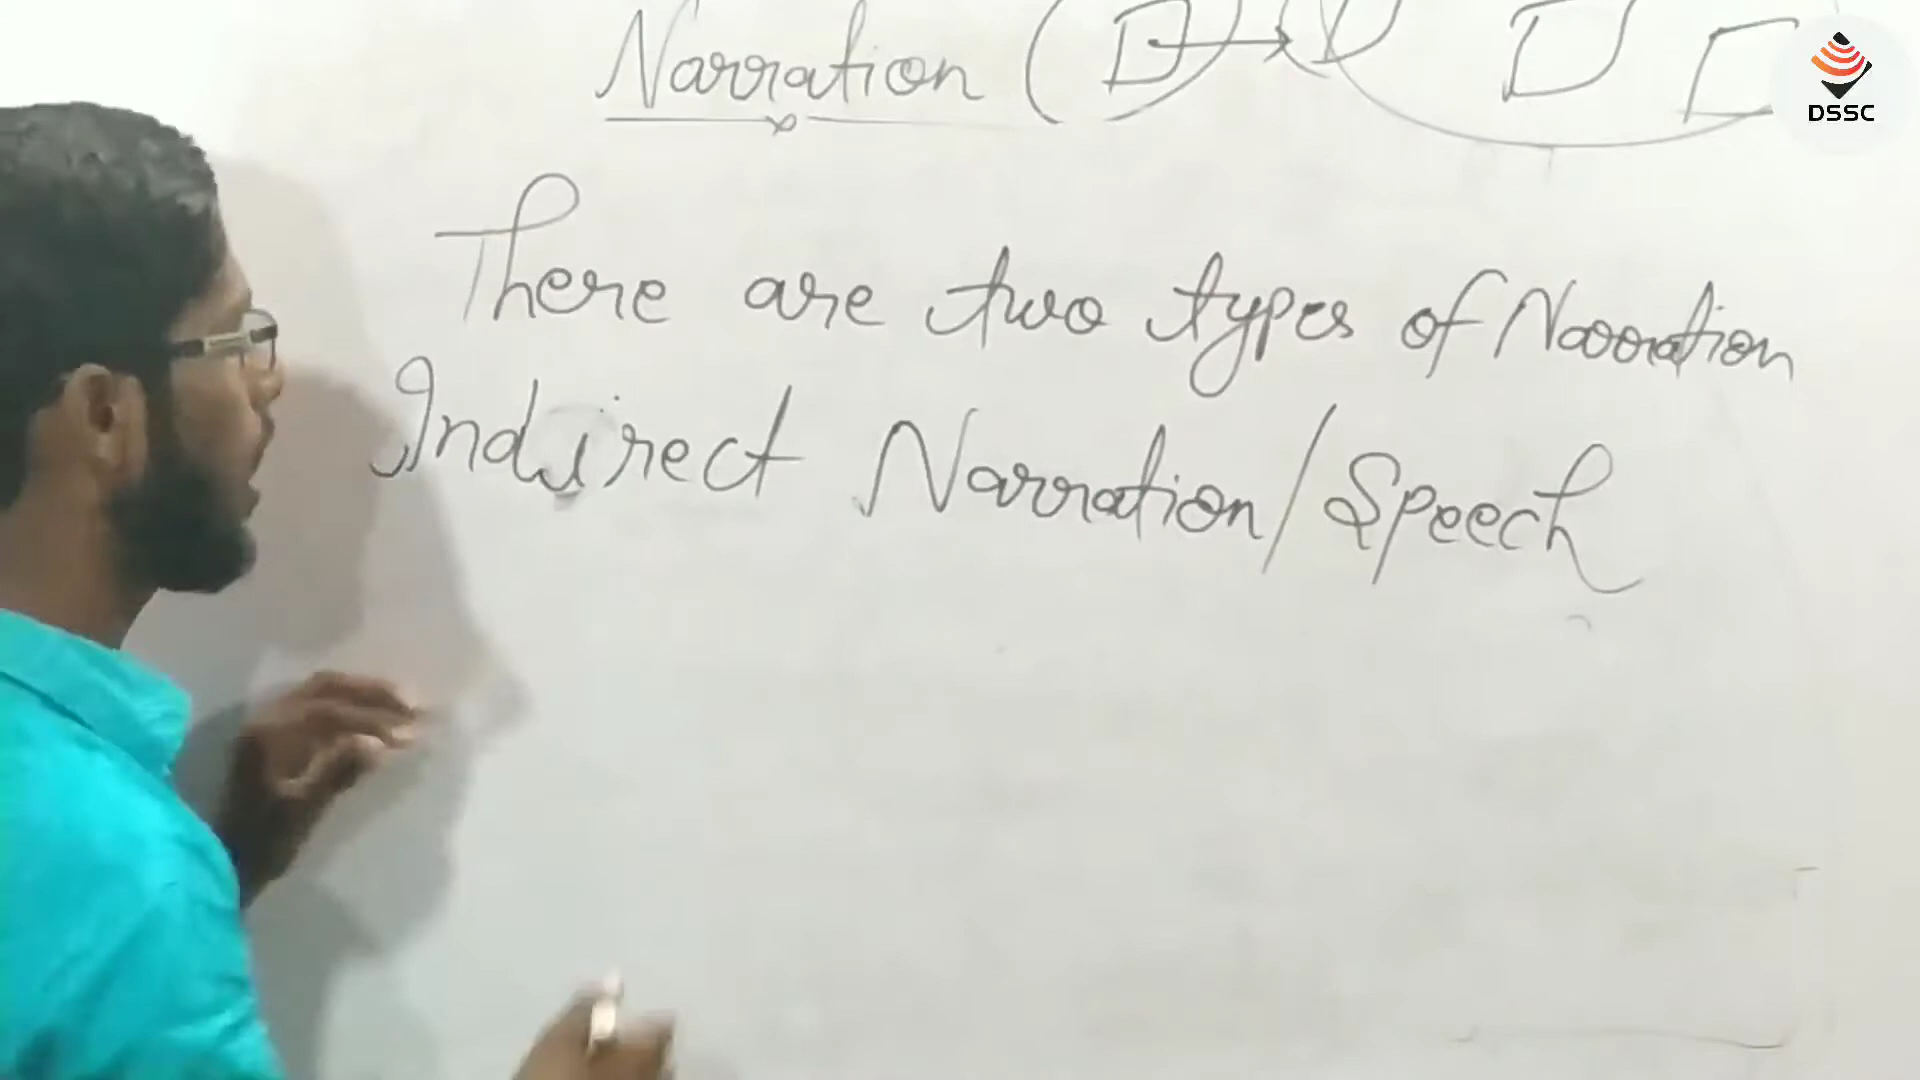 Narration (D → I D I
DSSC
There are two types of Narration
Indirect Narration/Speech